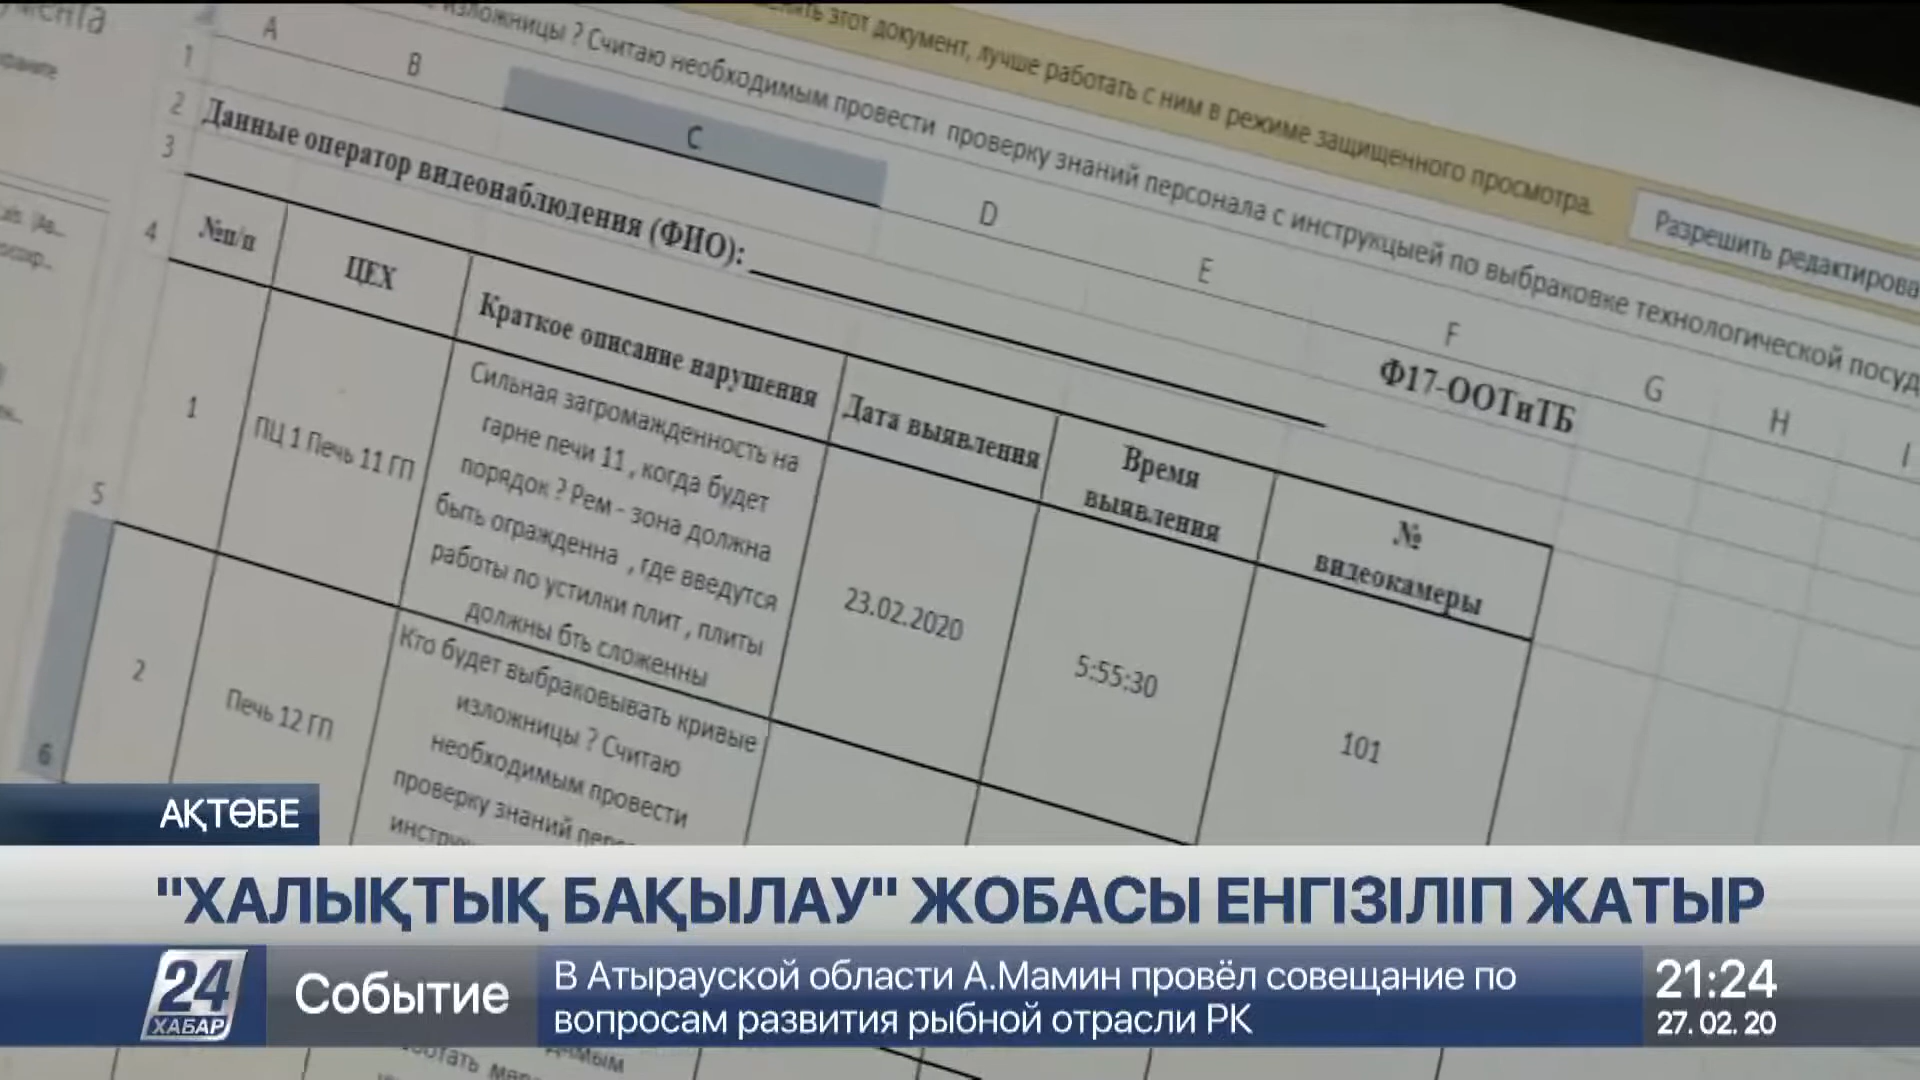 изложницы ? Считаю необходимым провести проверку знаний персонала с инструкцыей по выбраковке технологической посуд
этот документ, лучше работать с ним в режиме защищенного просмотра.
Разрешить редактирова
A B C D E F G H I
1
2
3
Данные оператор видеонаблюдения (ФИО):
Ф17-ООТиТБ
4
№п/п
ЦЕХ
Краткое описание нарушения
Дата выявления
Время
выявления
№
видеокамеры
5
1
ПЦ 1 Печь 11 ГП
Сильная загромажденность на
гарне печи 11 , когда будет
порядок ? Рем - зона должна
быть огражденна , где введутся
работы по устилки плит , плиты
должны бть сложенны
23.02.2020
5:55:30
101
6
2
Печь 12 ГП
Кто будет выбраковывать кривые
изложницы ? Считаю
необходимым провести
проверку знаний
АҚТӨБЕ
"ХАЛЫҚТЫҚ БАҚЫЛАУ" ЖОБАСЫ ЕНГІЗІЛІП ЖАТЫР
24
ХАБАР
Событие
В Атырауской области А.Мамин провёл совещание по
вопросам развития рыбной отрасли РК
21:24
27. 02. 20